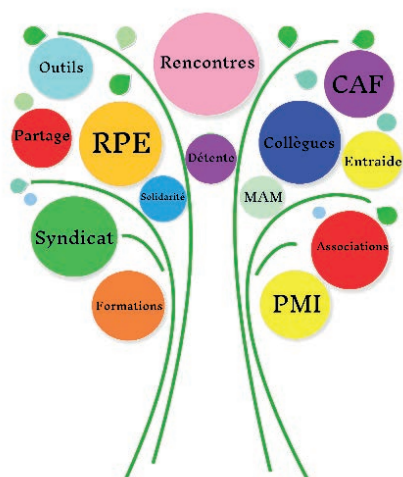 Rencontres
Outils
CAF
Partage
RPE
Collègues
Détente
Entraide
Solidarité
MAM
Syndicat
Associations
Formations
PMI